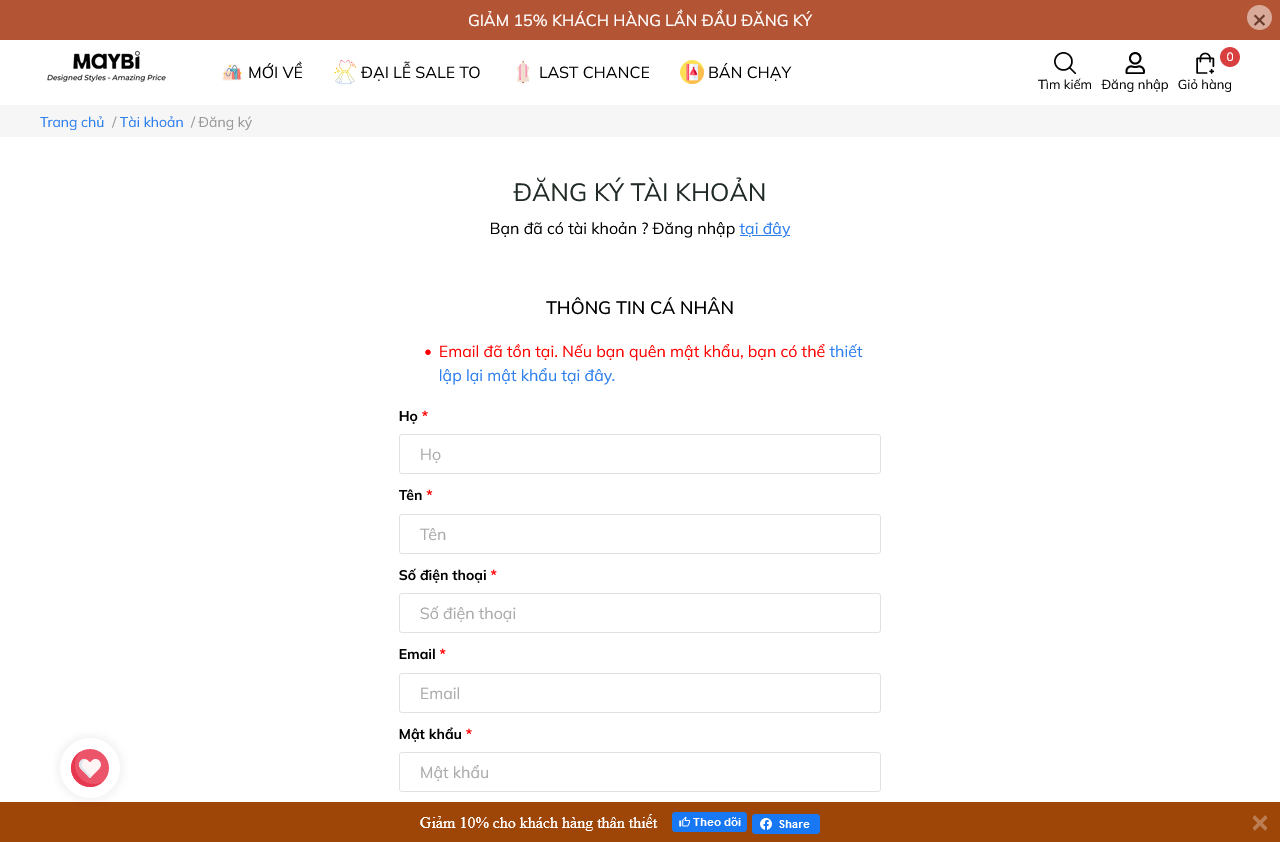 GIẢM 15% KHÁCH HÀNG LẦN ĐẦU ĐĂNG KÝ
MAYBi
Designed Styles - Amazing Price
MỚI VỀ
ĐẠI LỄ SALE TO
LAST CHANCE
BÁN CHẠY
Tìm kiếm
Đăng nhập
0
Giỏ hàng
Trang chủ / Tài khoản / Đăng ký
ĐĂNG KÝ TÀI KHOẢN
Bạn đã có tài khoản ? Đăng nhập tại đây
THÔNG TIN CÁ NHÂN
• Email đã tồn tại. Nếu bạn quên mật khẩu, bạn có thể thiết
lập lại mật khẩu tại đây.
Họ *
Họ
Tên *
Tên
Số điện thoại *
Số điện thoại
Email *
Email
Mật khẩu *
Mật khẩu
Giảm 10% cho khách hàng thân thiết
Theo dõi
Share